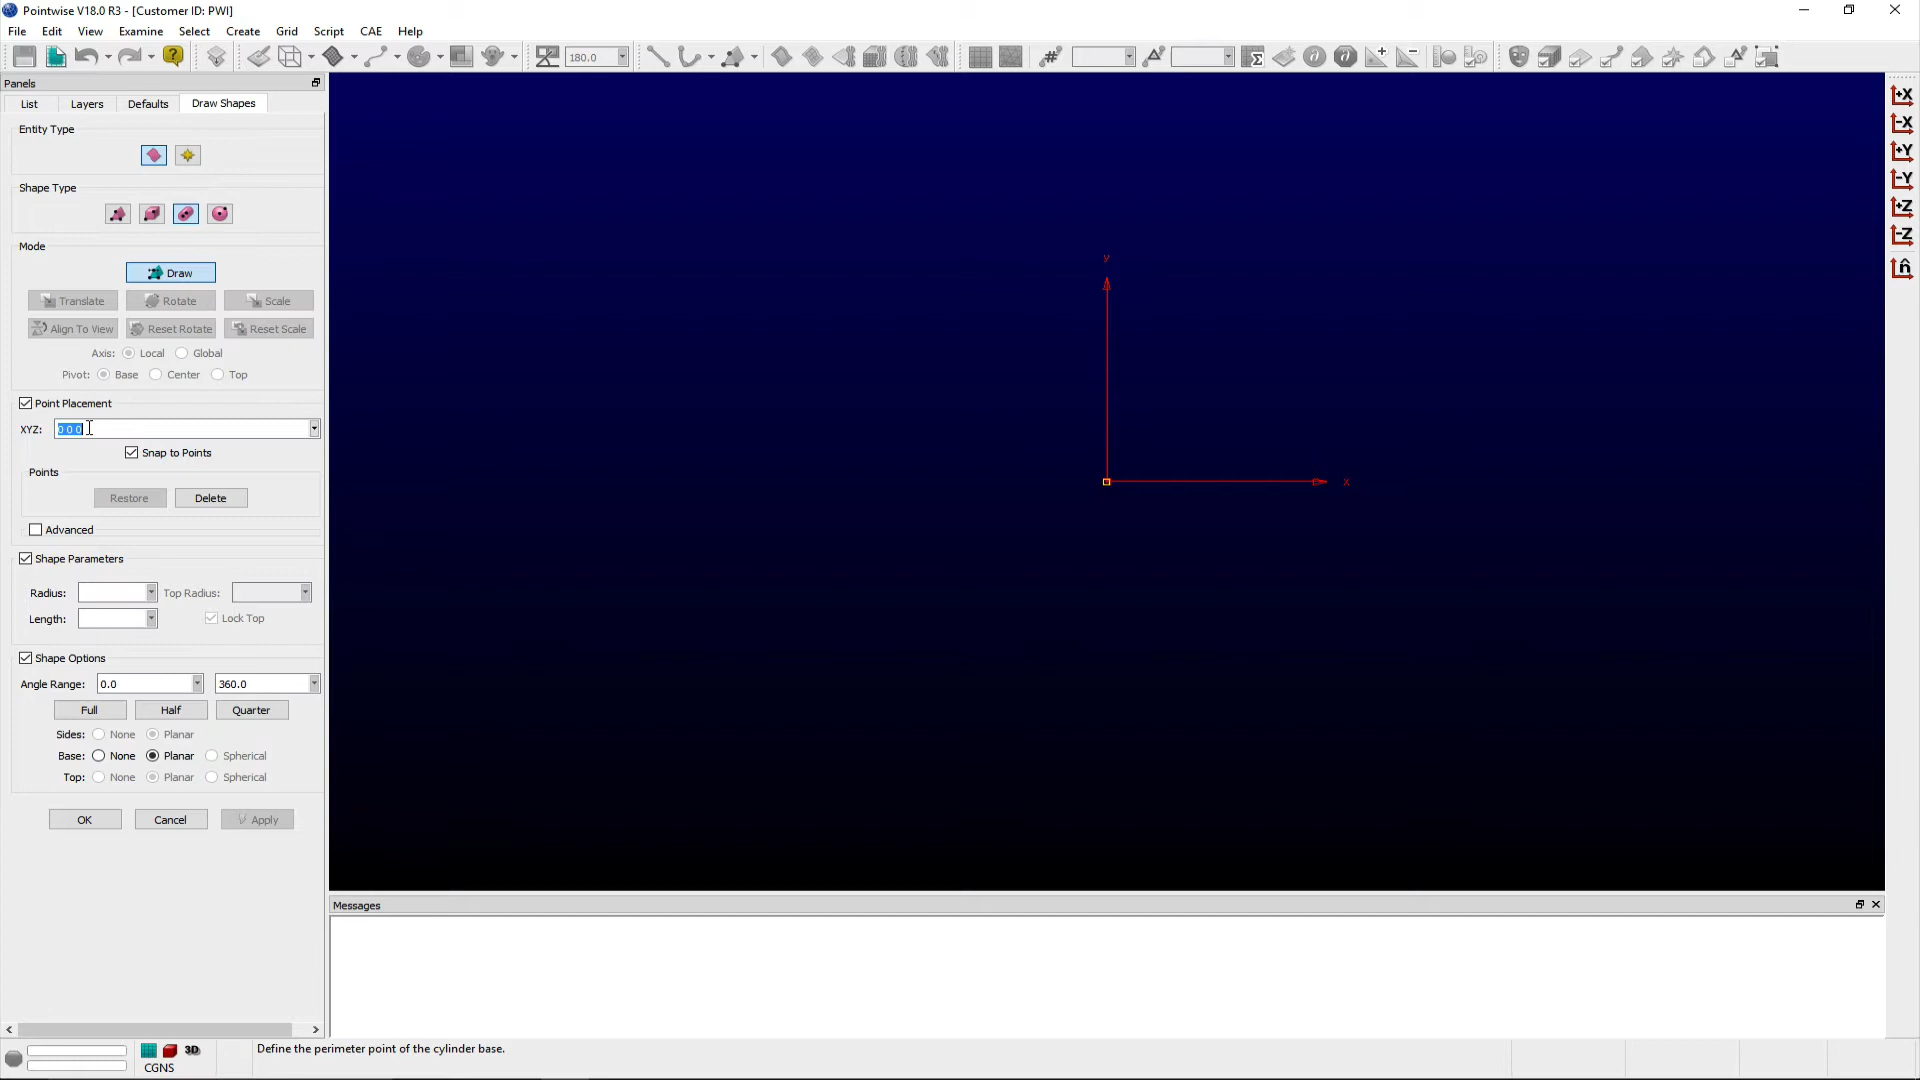 Pointwise V18.0 R3 - [Customer ID: PWI]
File Edit View Examine Select Create Grid Script CAE Help
180.0
Panels
List Layers Defaults Draw Shapes
Entity Type
Shape Type
Mode
Draw
Translate Rotate Scale
Align To View Reset Rotate Reset Scale
Axis: Local Global
Pivot: Base Center Top
Point Placement
XYZ: 0 0 0
Snap to Points
Points
Restore Delete
Advanced
Shape Parameters
Radius: Top Radius:
Length: Lock Top
Shape Options
Angle Range: 0.0 360.0
Full Half Quarter
Sides: None Planar
Base: None Planar Spherical
Top: None Planar Spherical
OK Cancel Apply
y
x
+X
-X
+Y
-Y
+Z
-Z
n̂
Messages
3D
CGNS
Define the perimeter point of the cylinder base.